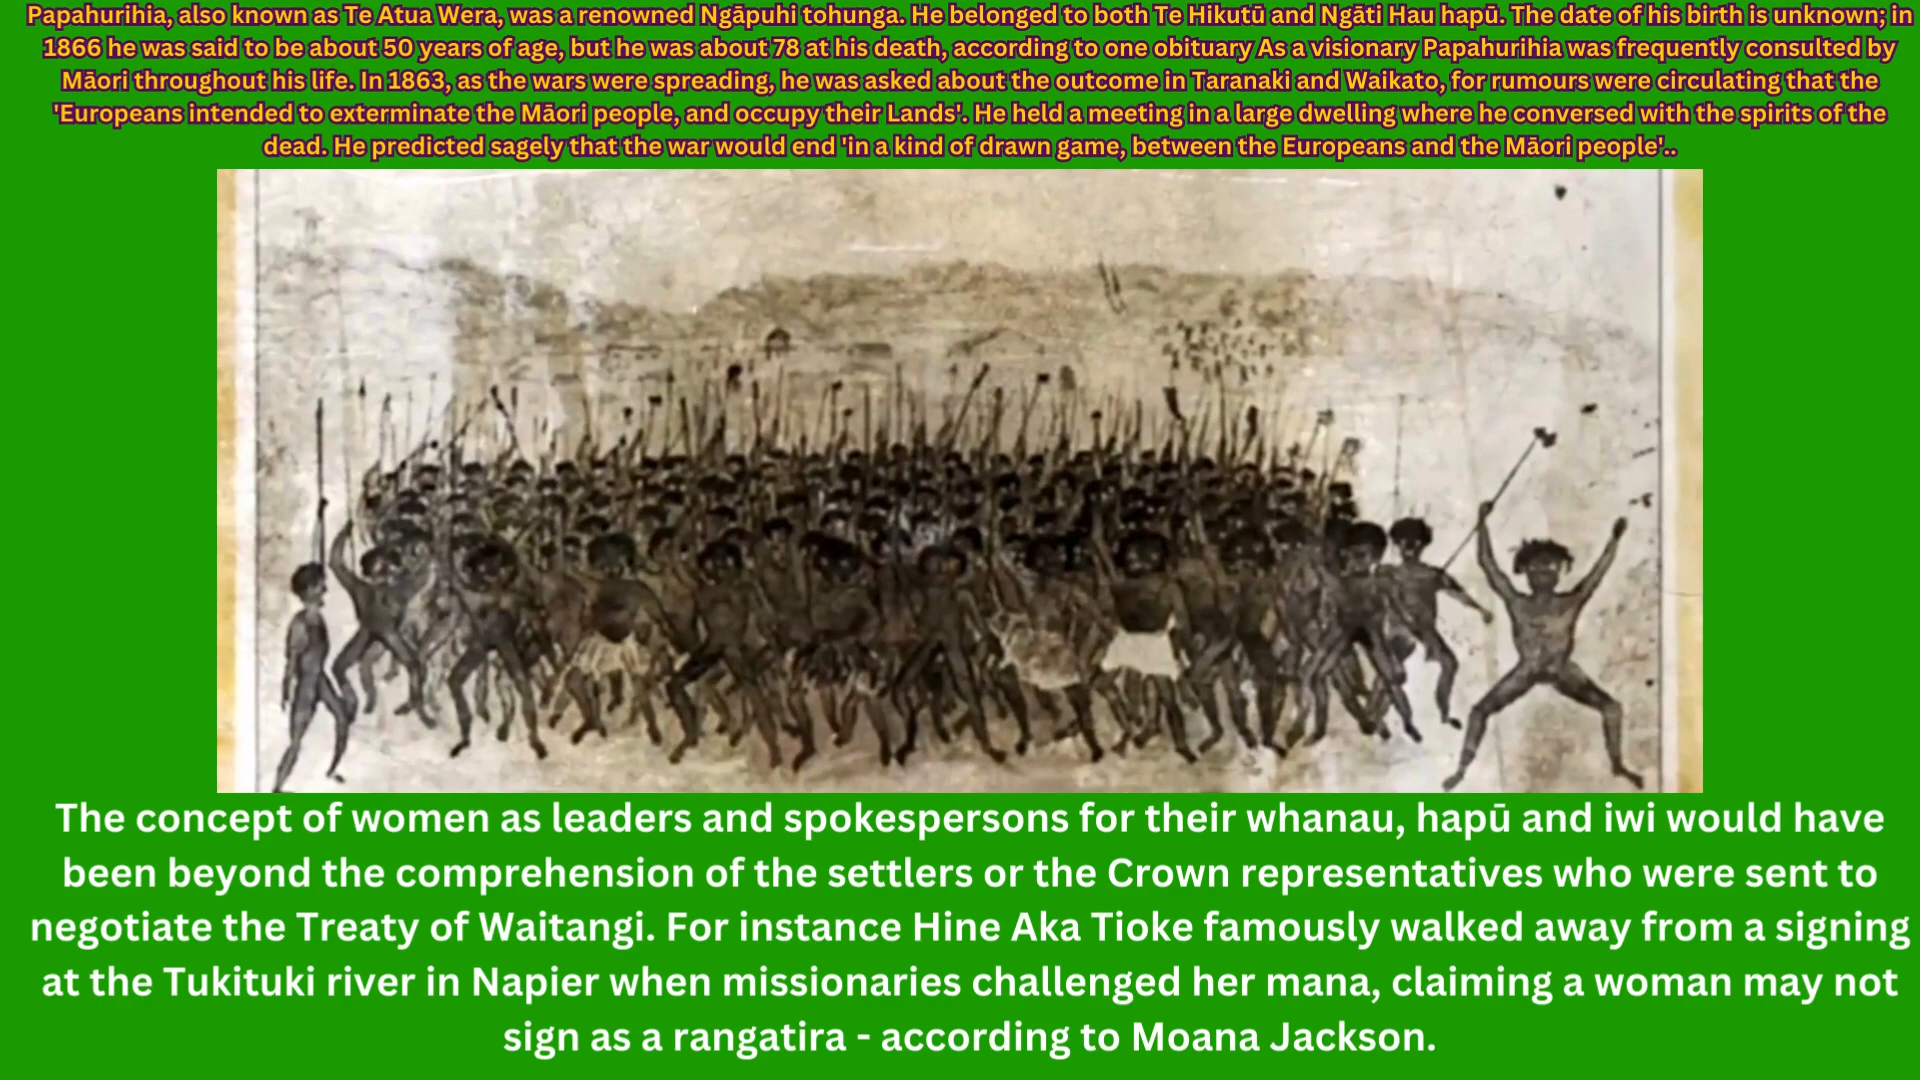 Papahurihia, also known as Te Atua Wera, was a renowned Ngāpuhi tohunga. He belonged to both Te Hikutū and Ngāti Hau hapū. The date of his birth is unknown; in
1866 he was said to be about 50 years of age, but he was about 78 at his death, according to one obituary As a visionary Papahurihia was frequently consulted by
Māori throughout his life. In 1863, as the wars were spreading, he was asked about the outcome in Taranaki and Waikato, for rumours were circulating that the
'Europeans intended to exterminate the Māori people, and occupy their Lands'. He held a meeting in a large dwelling where he conversed with the spirits of the
dead. He predicted sagely that the war would end 'in a kind of drawn game, between the Europeans and the Māori people'..
The concept of women as leaders and spokespersons for their whanau, hapū and iwi would have
been beyond the comprehension of the settlers or the Crown representatives who were sent to
negotiate the Treaty of Waitangi. For instance Hine Aka Tioke famously walked away from a signing
at the Tukituki river in Napier when missionaries challenged her mana, claiming a woman may not
sign as a rangatira - according to Moana Jackson.